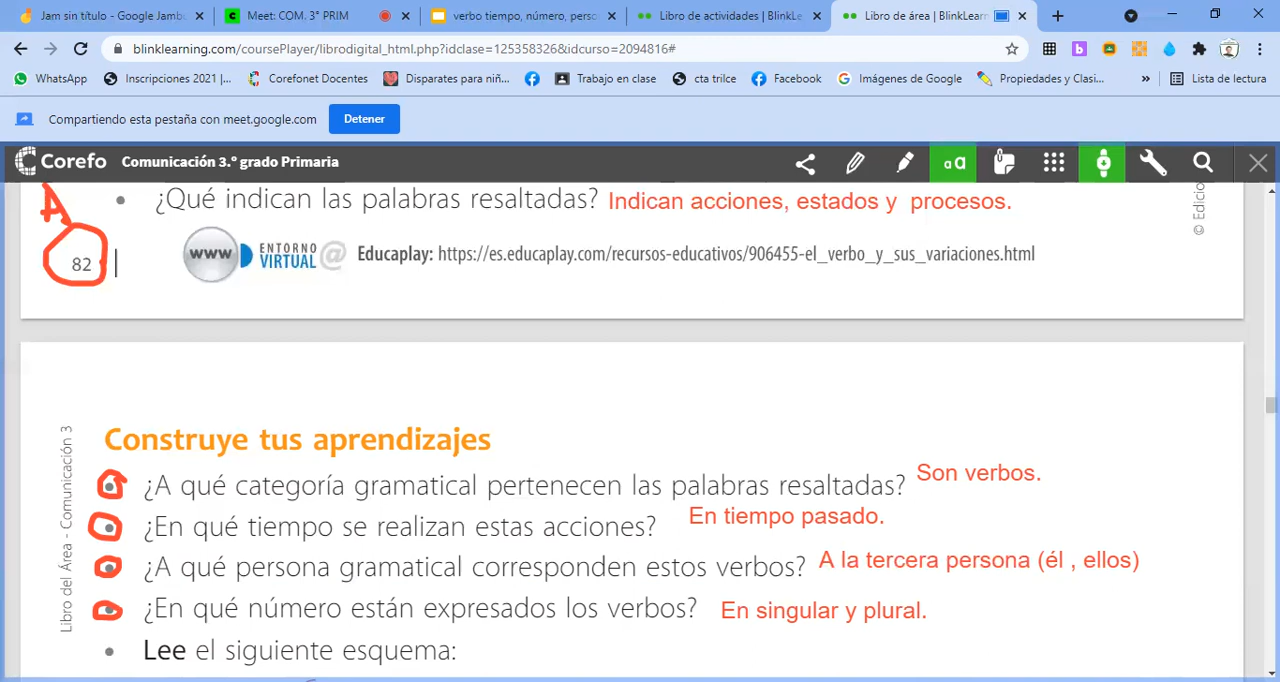 Jam sin título - Google Jamb
Meet: COM. 3° PRIM
verbo tiempo, número, perso
Libro de actividades | BlinkLe
Libro de área | BlinkLearn
blinklearning.com/coursePlayer/librodigital_html.php?idclase=125358326&idcurso=2094816#
WhatsApp
Inscripciones 2021 |...
Corefonet Docentes
Disparates para niñ...
Trabajo en clase
cta trilce
Facebook
Imágenes de Google
Propiedades y Clasi...
»
Lista de lectura
Compartiendo esta pestaña con meet.google.com
Detener
Corefo
Comunicación 3.º grado Primaria
aA
A
• ¿Qué indican las palabras resaltadas? Indican acciones, estados y procesos.
© Edicio
82
www ENTORNO VIRTUAL @ Educaplay: https://es.educaplay.com/recursos-educativos/906455-el_verbo_y_sus_variaciones.html
Libro del Área - Comunicación 3
Construye tus aprendizajes
• ¿A qué categoría gramatical pertenecen las palabras resaltadas? Son verbos.
• ¿En qué tiempo se realizan estas acciones? En tiempo pasado.
• ¿A qué persona gramatical corresponden estos verbos? A la tercera persona (él , ellos)
• ¿En qué número están expresados los verbos? En singular y plural.
• Lee el siguiente esquema: